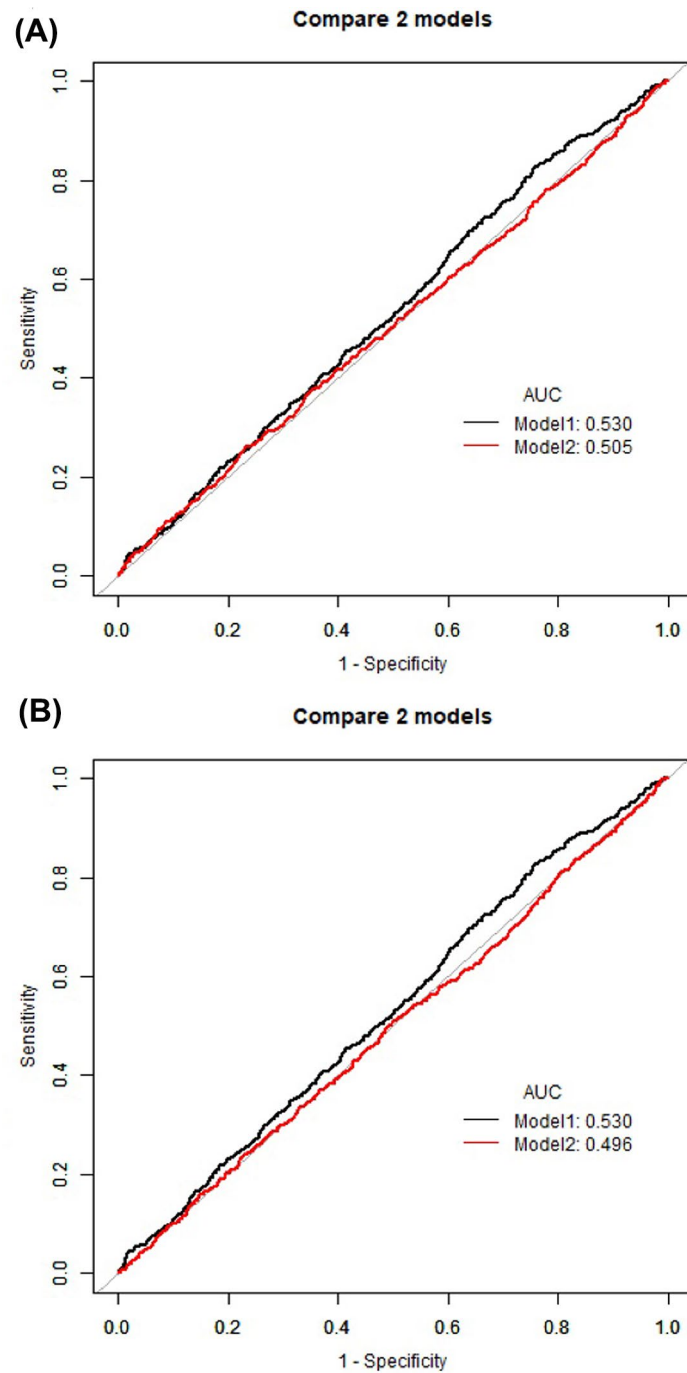 (A)
Compare 2 models
Sensitivity
1.0
0.8
0.6
0.4
0.2
0.0
AUC
Model1: 0.530
Model2: 0.505
0.0 0.2 0.4 0.6 0.8 1.0
1 - Specificity
(B)
Compare 2 models
Sensitivity
1.0
0.8
0.6
0.4
0.2
0.0
AUC
Model1: 0.530
Model2: 0.496
0.0 0.2 0.4 0.6 0.8 1.0
1 - Specificity